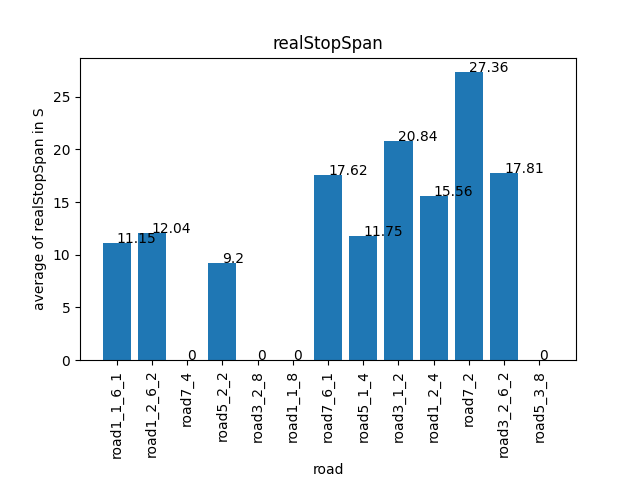 realStopSpan
average of realStopSpan in S
25
20
15
10
5
0
11.15
12.04
0
9.2
0
0
17.62
11.75
20.84
15.56
27.36
17.81
0
road1_1_6_1
road1_2_6_2
road7_4
road5_2_2
road3_2_8
road1_1_8
road7_6_1
road5_1_4
road3_1_2
road1_2_4
road7_2
road3_2_6_2
road5_3_8
road